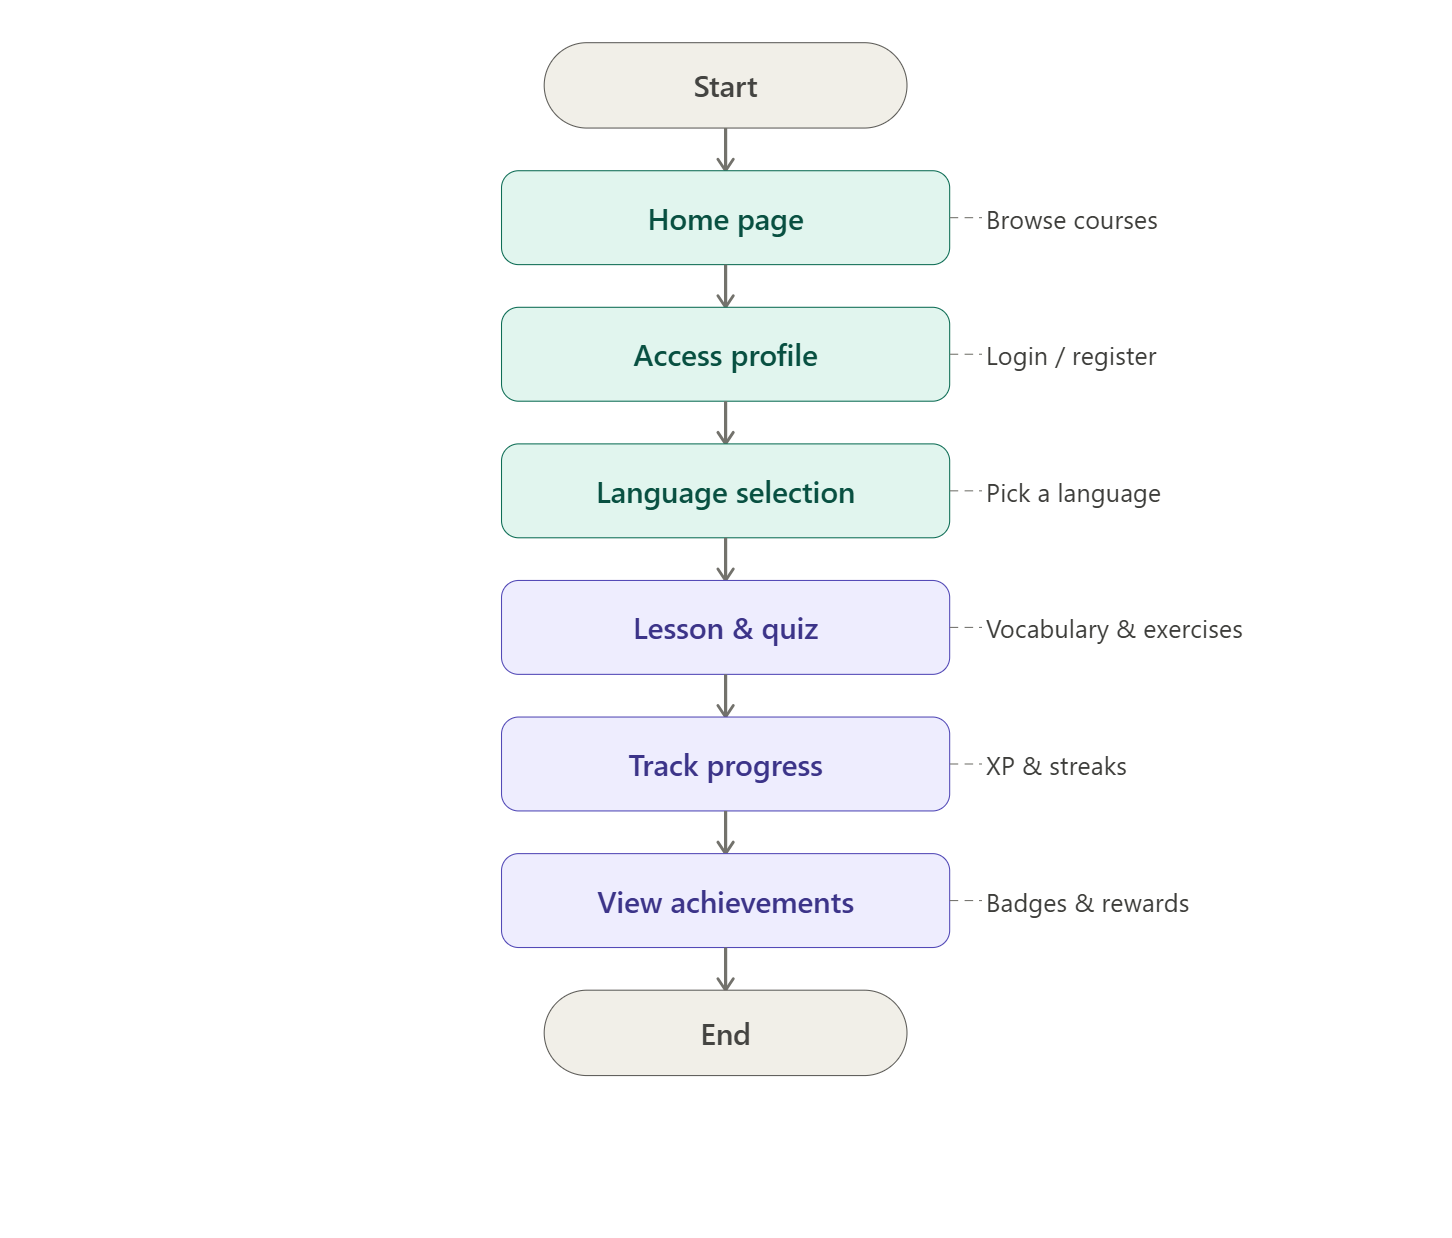 Start
Home page
Browse courses
Access profile
Login / register
Language selection
Pick a language
Lesson & quiz
Vocabulary & exercises
Track progress
XP & streaks
View achievements
Badges & rewards
End